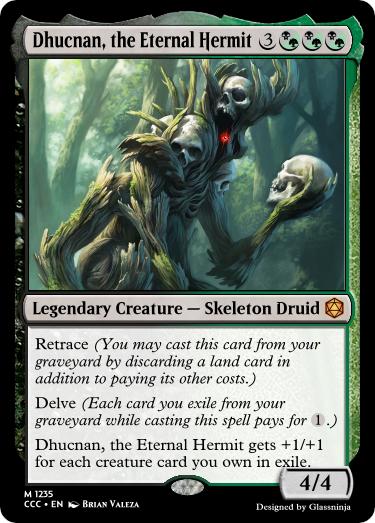 Dhucnan, the Eternal Hermit 3
Legendary Creature — Skeleton Druid
Retrace (You may cast this card from your
graveyard by discarding a land card in
addition to paying its other costs.)
Delve (Each card you exile from your
graveyard while casting this spell pays for 1.)
Dhucnan, the Eternal Hermit gets +1/+1
for each creature card you own in exile.
4/4
M 1235
CCC • EN Brian Valeza
Designed by Glassninja